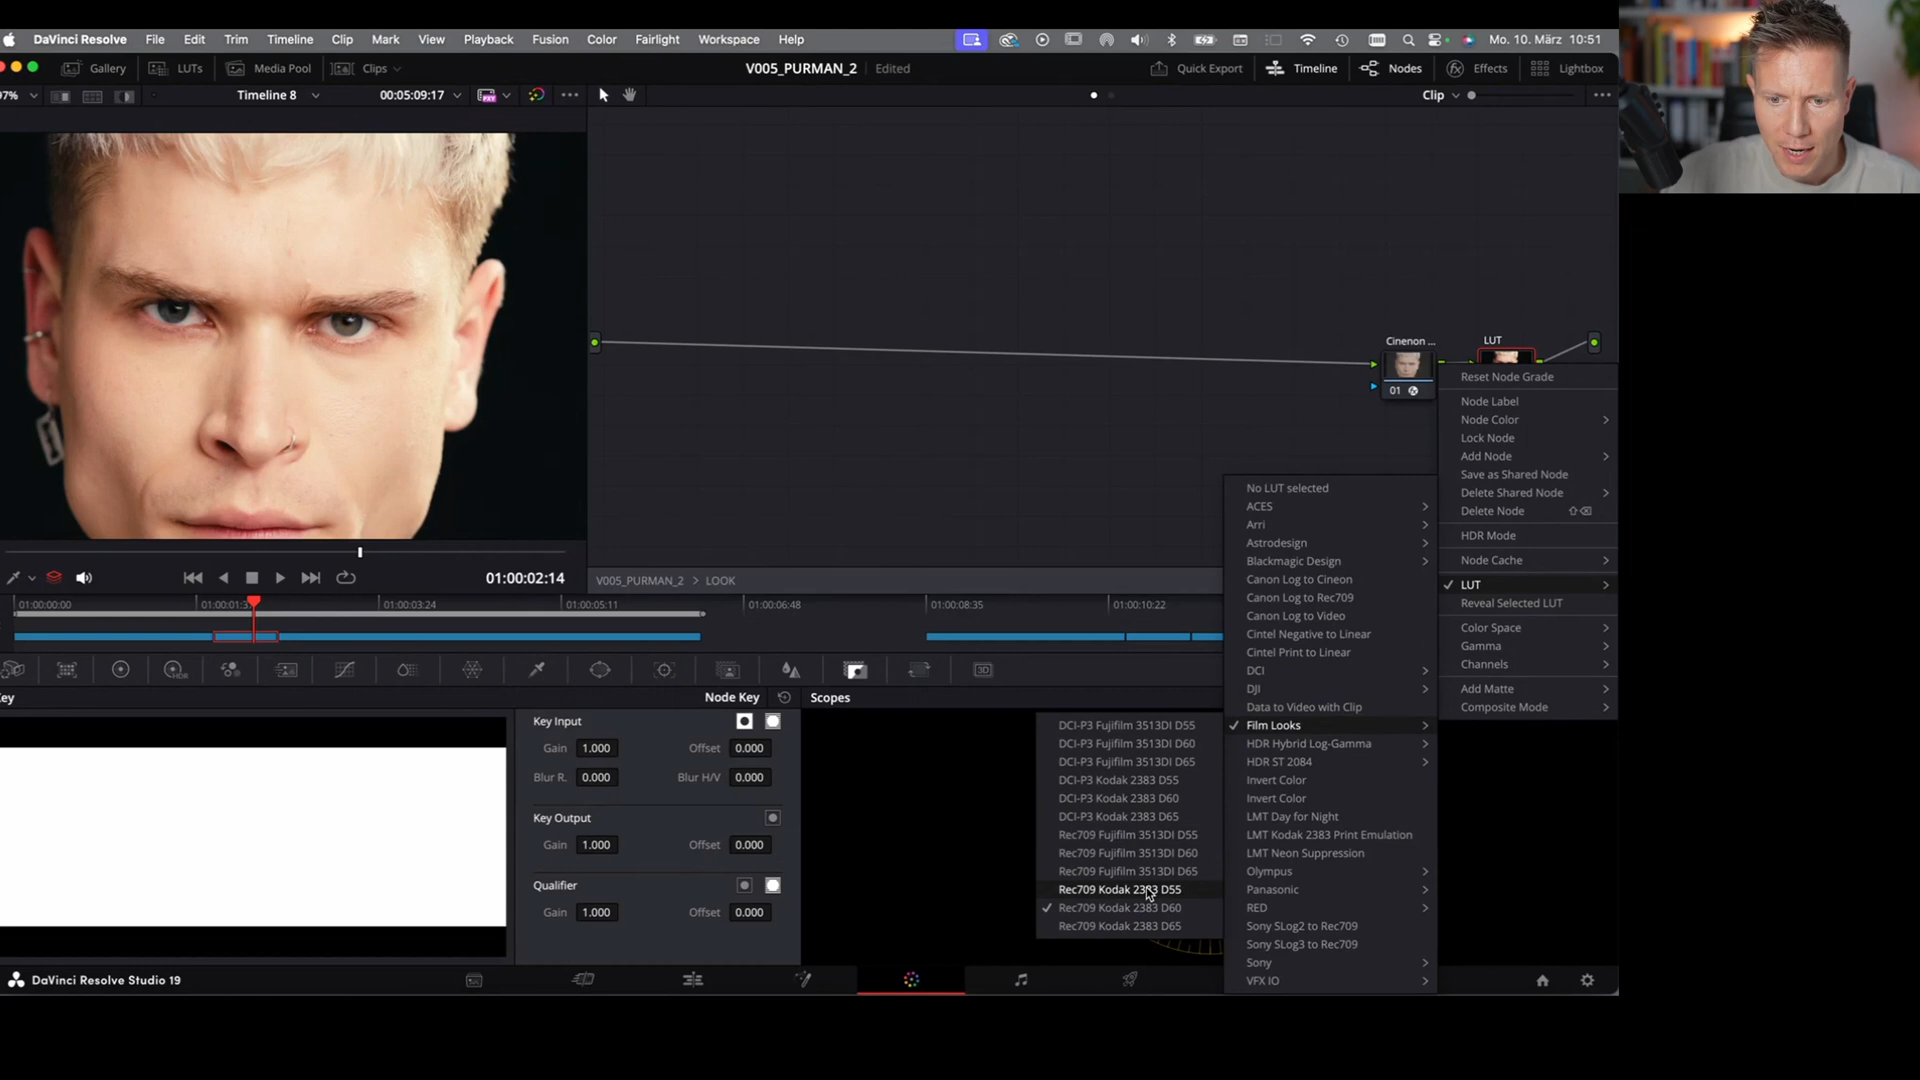 DaVinci Resolve File Edit Trim Timeline Clip Mark View Playback Fusion Color Fairlight Workspace Help Mo. 10. März 10:51
Gallery LUTs Media Pool Clips V005_PURMAN_2 Edited Quick Export Timeline Nodes Effects Lightbox
97% Timeline 8 00:05:09:17 Clip
Cinenon ... LUT
01
Reset Node Grade
Node Label
Node Color
Lock Node
Add Node
Save as Shared Node
Delete Shared Node
Delete Node
HDR Mode
Node Cache
LUT
Reveal Selected LUT
Color Space
Gamma
Channels
Add Matte
Composite Mode
No LUT selected
ACES
Arri
Astrodesign
Blackmagic Design
Canon Log to Cineon
Canon Log to Rec709
Canon Log to Video
Cintel Negative to Linear
Cintel Print to Linear
DCI
DJI
Data to Video with Clip
Film Looks
HDR Hybrid Log-Gamma
HDR ST 2084
Invert Color
Invert Color
LMT Day for Night
LMT Kodak 2383 Print Emulation
LMT Neon Suppression
Olympus
Panasonic
RED
Sony SLog2 to Rec709
Sony SLog3 to Rec709
Sony
VFX IO
DCI-P3 Fujifilm 3513DI D55
DCI-P3 Fujifilm 3513DI D60
DCI-P3 Fujifilm 3513DI D65
DCI-P3 Kodak 2383 D55
DCI-P3 Kodak 2383 D60
DCI-P3 Kodak 2383 D65
Rec709 Fujifilm 3513DI D55
Rec709 Fujifilm 3513DI D60
Rec709 Fujifilm 3513DI D65
Rec709 Kodak 2383 D55
Rec709 Kodak 2383 D60
Rec709 Kodak 2383 D65
01:00:02:14
V005_PURMAN_2 > LOOK
01:00:00:00 01:00:01:3 01:00:03:24 01:00:05:11 01:00:06:48 01:00:08:35 01:00:10:22
HDR 3D
ey Node Key Scopes
Key Input
Gain 1.000 Offset 0.000
Blur R. 0.000 Blur H/V 0.000
Key Output
Gain 1.000 Offset 0.000
Qualifier
Gain 1.000 Offset 0.000
DaVinci Resolve Studio 19